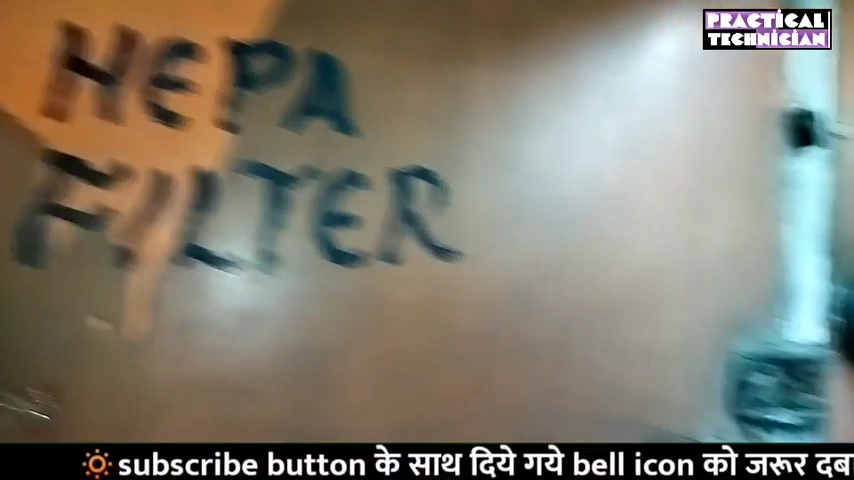 PRACTICAL
TECHNICIAN
HEPA
FILTER
subscribe button के साथ दिये गये bell icon को जरूर दबा